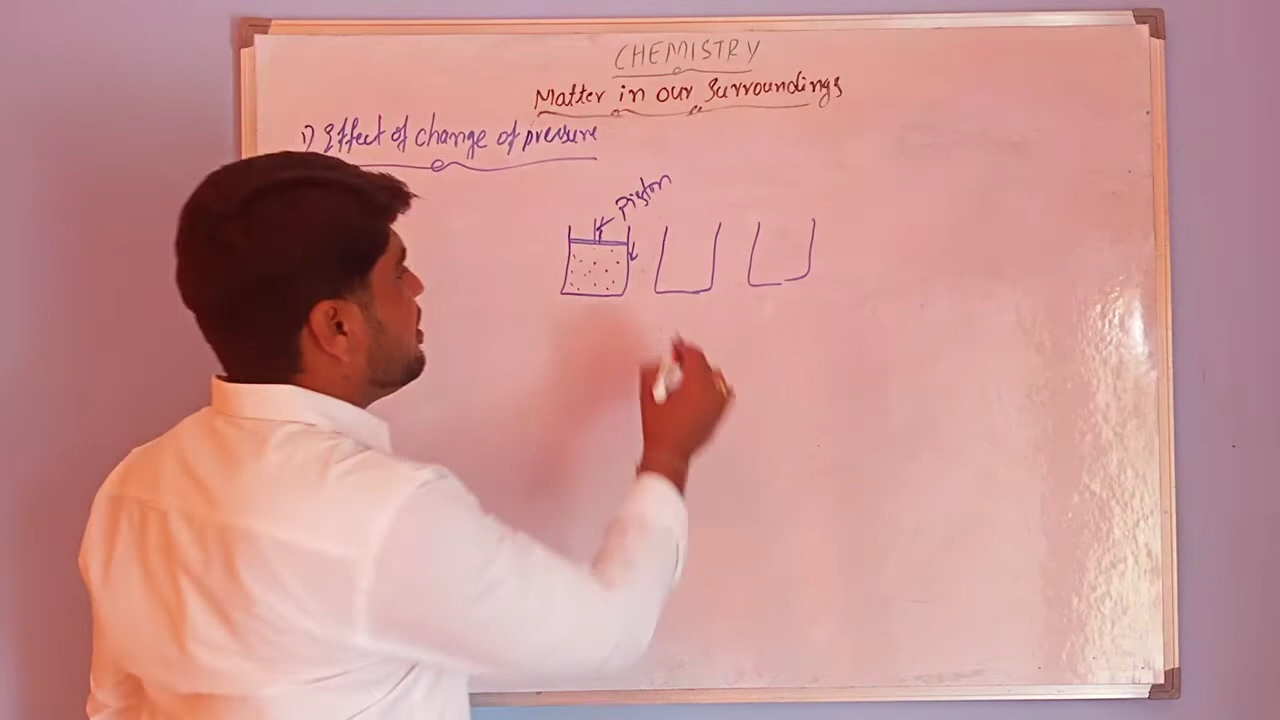 CHEMISTRY
Matter in our Surroundings
1) Effect of change of pressure
Piston